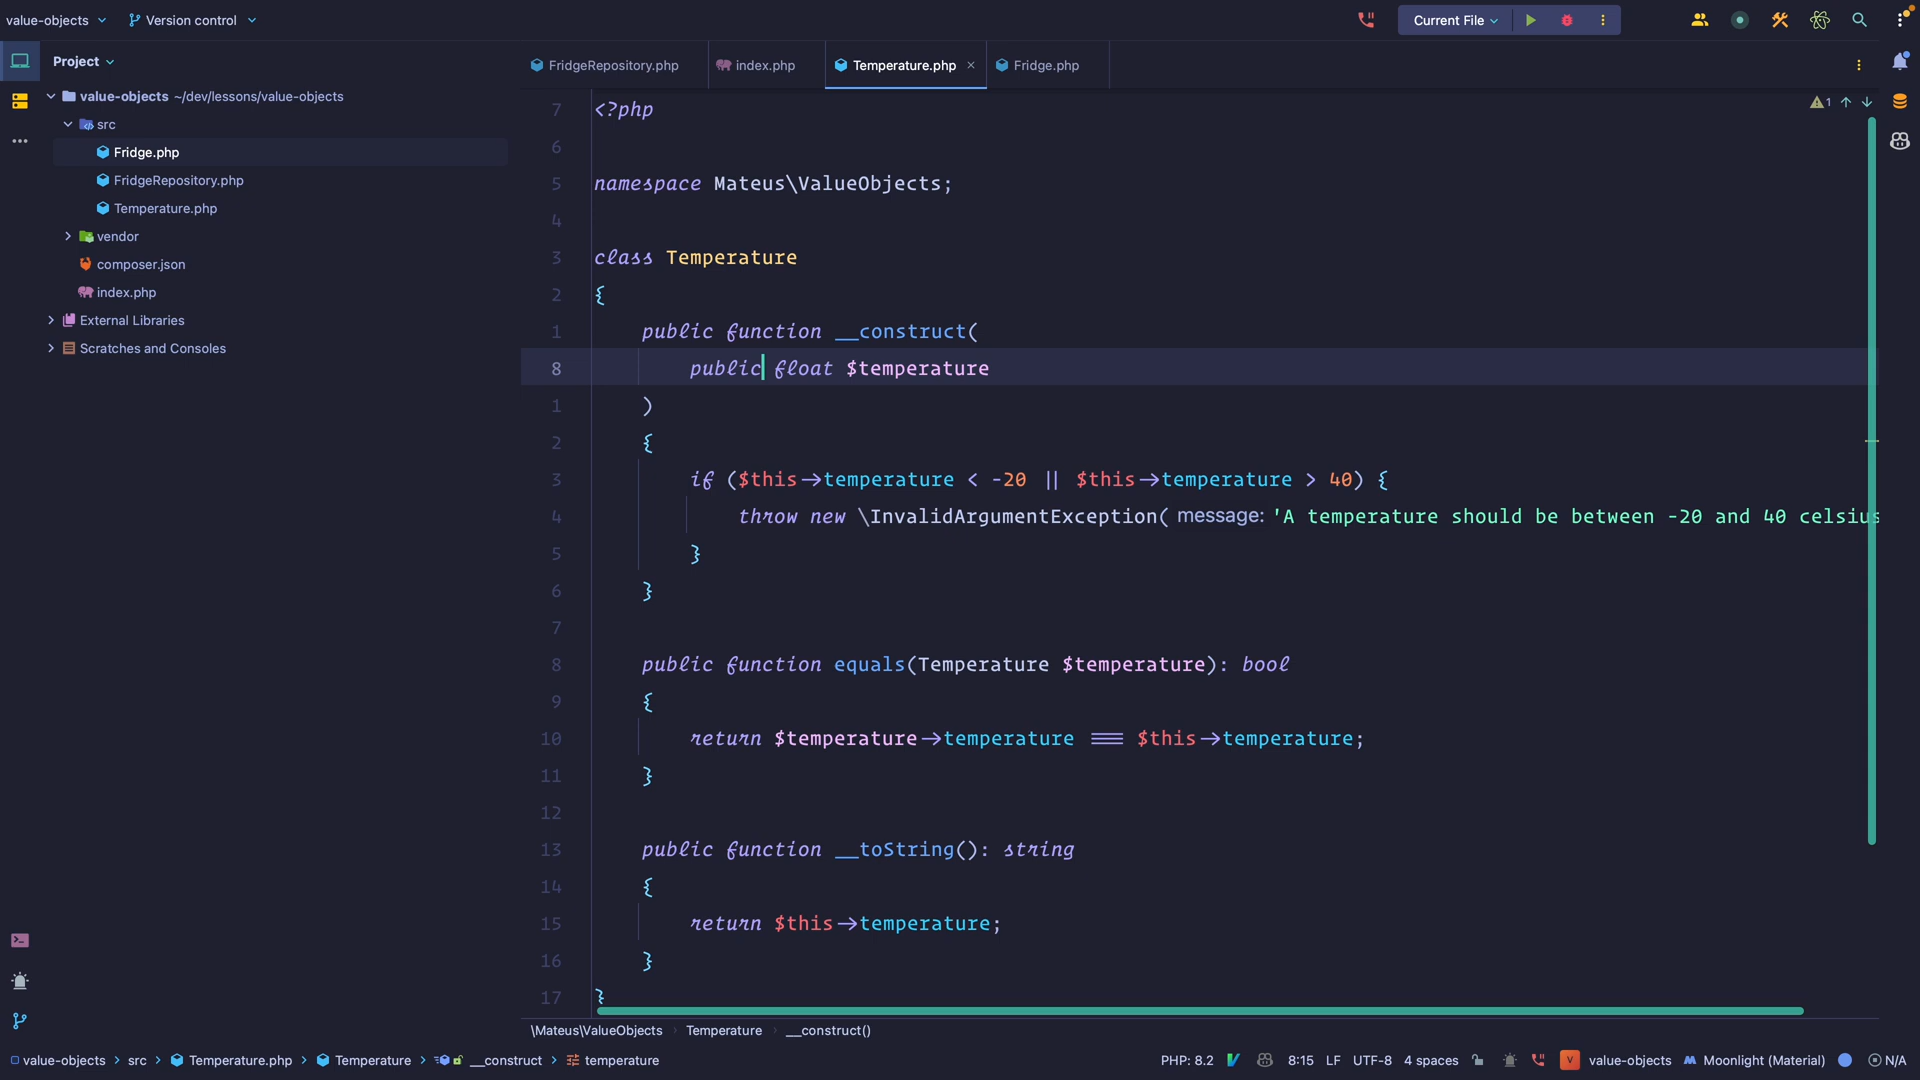 value-objects
Version control
Current File
Project
FridgeRepository.php
index.php
Temperature.php
Fridge.php
value-objects ~/dev/lessons/value-objects
src
Fridge.php
FridgeRepository.php
Temperature.php
vendor
composer.json
index.php
External Libraries
Scratches and Consoles
1
7 <?php
6
5 namespace Mateus\ValueObjects;
4
3 class Temperature
2 {
1 public function __construct(
8 public float $temperature
1 )
2 {
3 if ($this->temperature < -20 || $this->temperature > 40) {
4 throw new \InvalidArgumentException( message: 'A temperature should be between -20 and 40 celsius
5 }
6 }
7
8 public function equals(Temperature $temperature): bool
9 {
10 return $temperature->temperature === $this->temperature;
11 }
12
13 public function __toString(): string
14 {
15 return $this->temperature;
16 }
17 }
\Mateus\ValueObjects Temperature __construct()
value-objects src Temperature.php Temperature __construct temperature
PHP: 8.2 8:15 LF UTF-8 4 spaces V value-objects Moonlight (Material) N/A